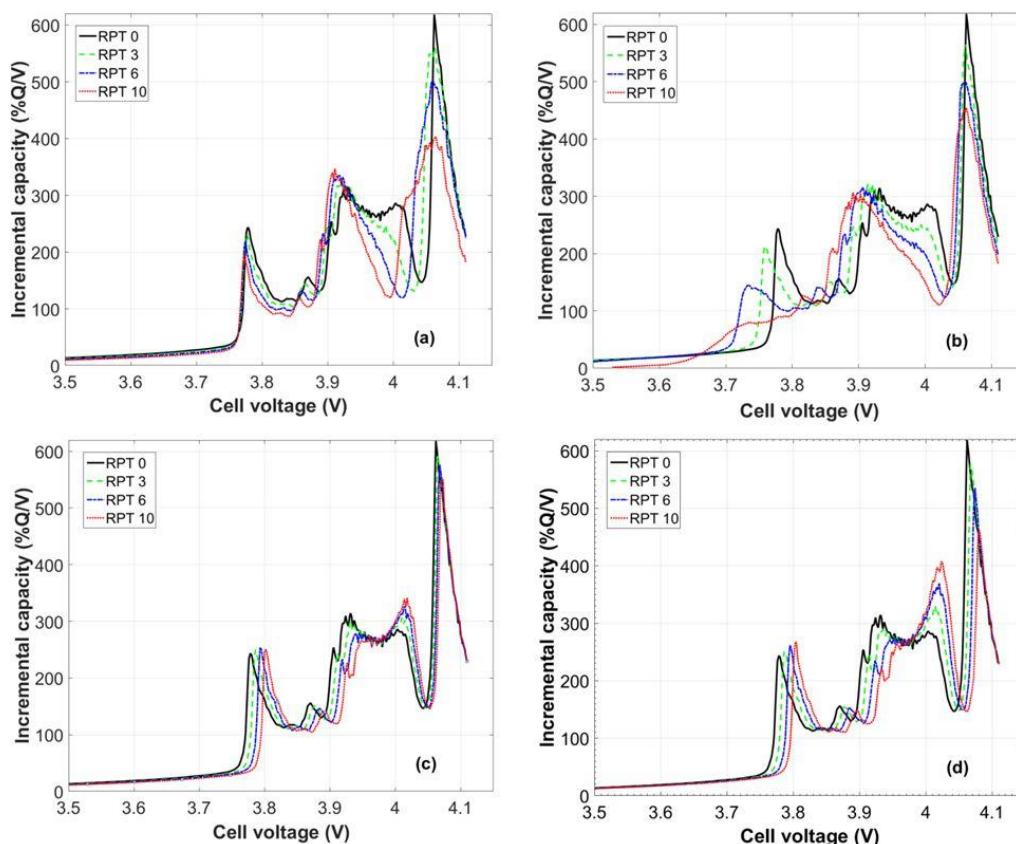 RPT 0
RPT 3
RPT 6
RPT 10
Incremental capacity (%Q/V)
600
500
400
300
200
100
0
(a)
3.5 3.6 3.7 3.8 3.9 4 4.1
Cell voltage (V)
RPT 0
RPT 3
RPT 6
RPT 10
Incremental capacity (%Q/V)
600
500
400
300
200
100
0
(b)
3.5 3.6 3.7 3.8 3.9 4 4.1
Cell voltage (V)
RPT 0
RPT 3
RPT 6
RPT 10
Incremental capacity (%Q/V)
600
500
400
300
200
100
0
(c)
3.5 3.6 3.7 3.8 3.9 4 4.1
Cell voltage (V)
RPT 0
RPT 3
RPT 6
RPT 10
Incremental capacity (%Q/V)
600
500
400
300
200
100
0
(d)
3.5 3.6 3.7 3.8 3.9 4 4.1
Cell voltage (V)